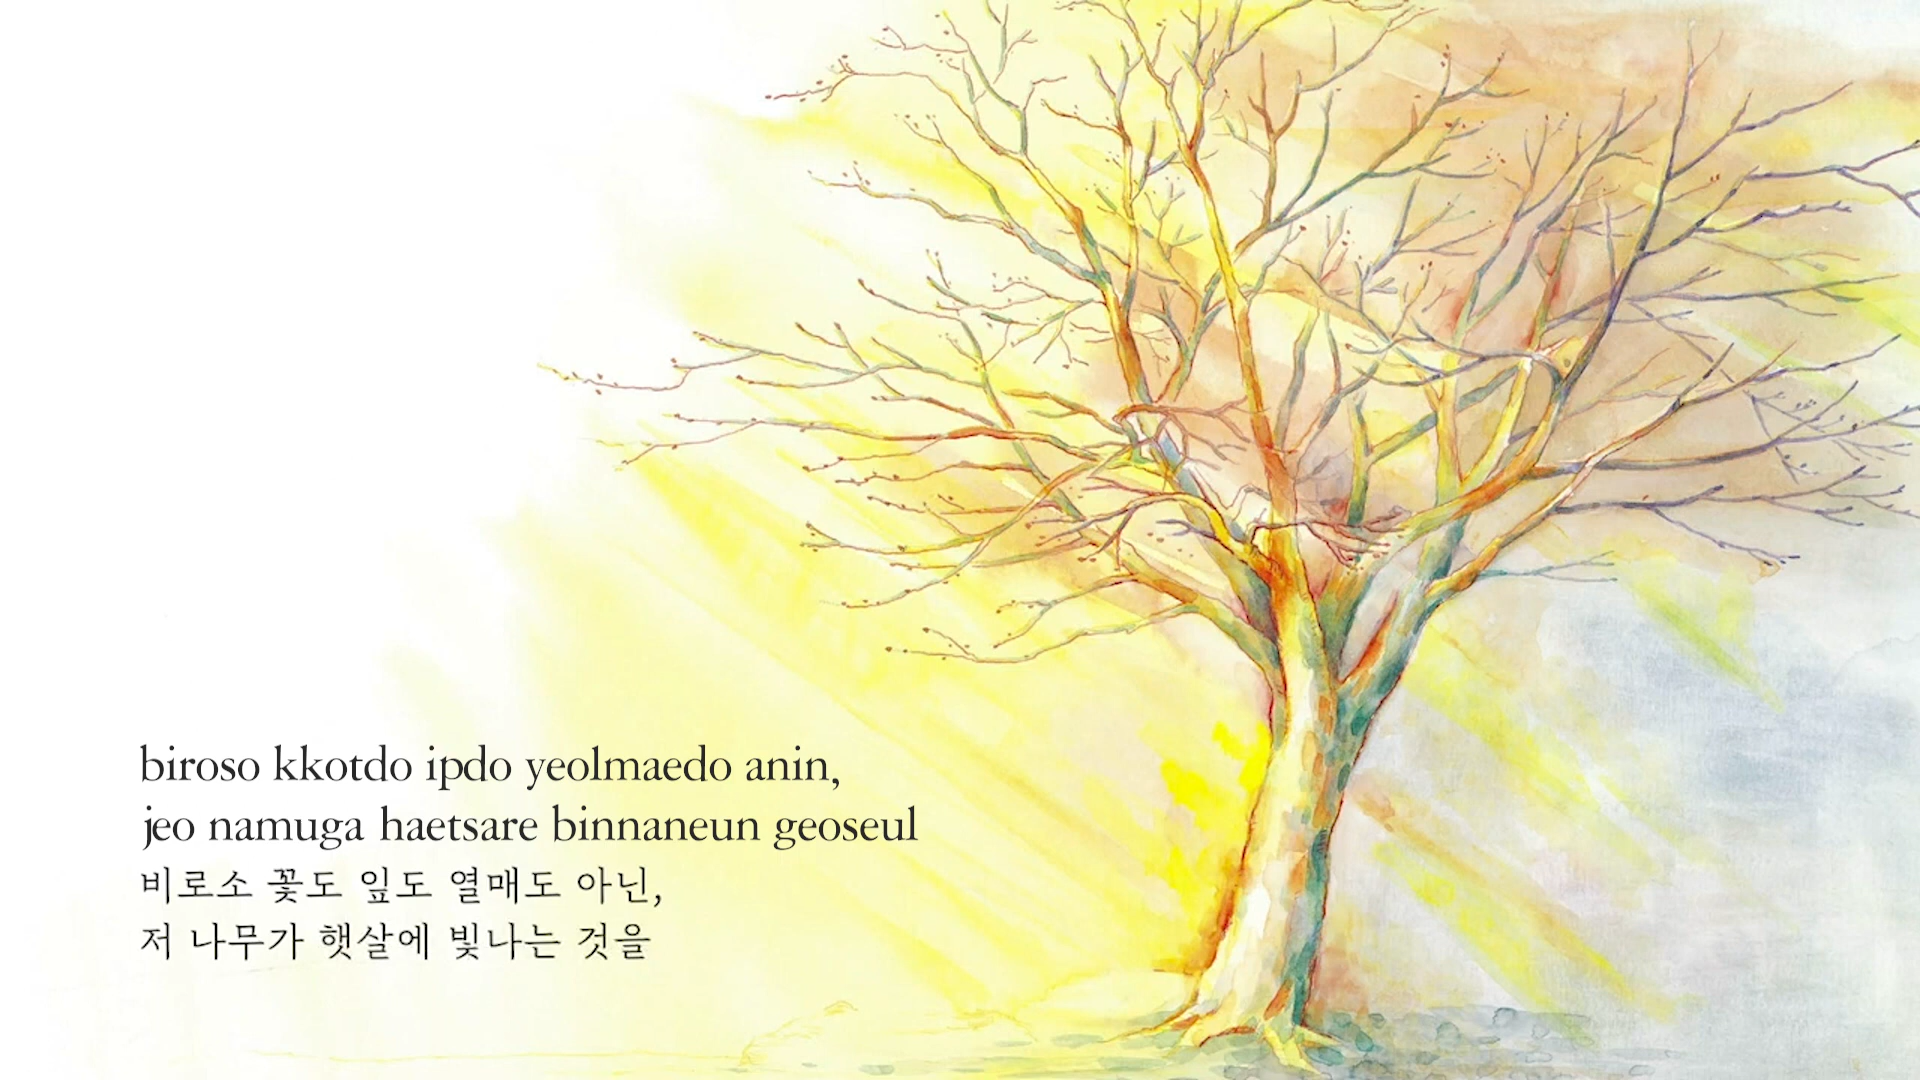 biroso kkotdo ipdo yeolmaedo anin,
jeo namuga haetsare binnaneun geoseul
비로소 꽃도 잎도 열매도 아닌,
저 나무가 햇살에 빛나는 것을